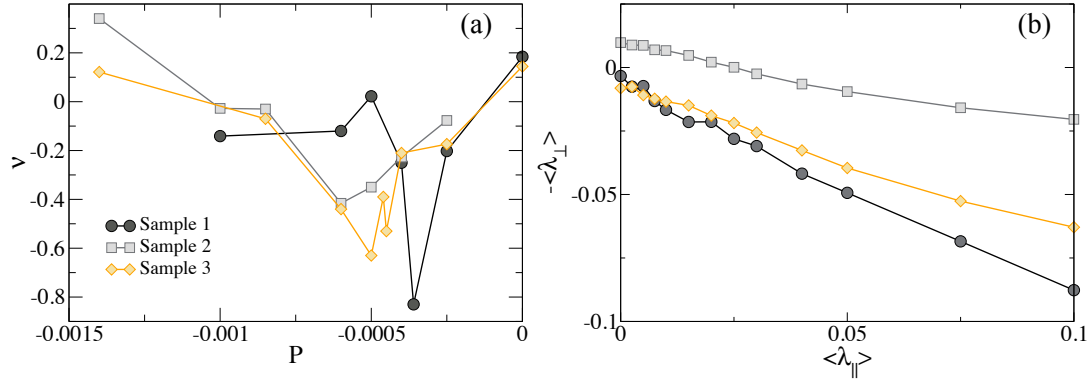 (a)
0.2
0
-0.2
-0.4
-0.6
-0.8
ν
Sample 1
Sample 2
Sample 3
-0.0015
-0.001
-0.0005
0
P
(b)
0
-0.05
-0.1
-<λ⊥>
0
0.05
0.1
<λ∥>